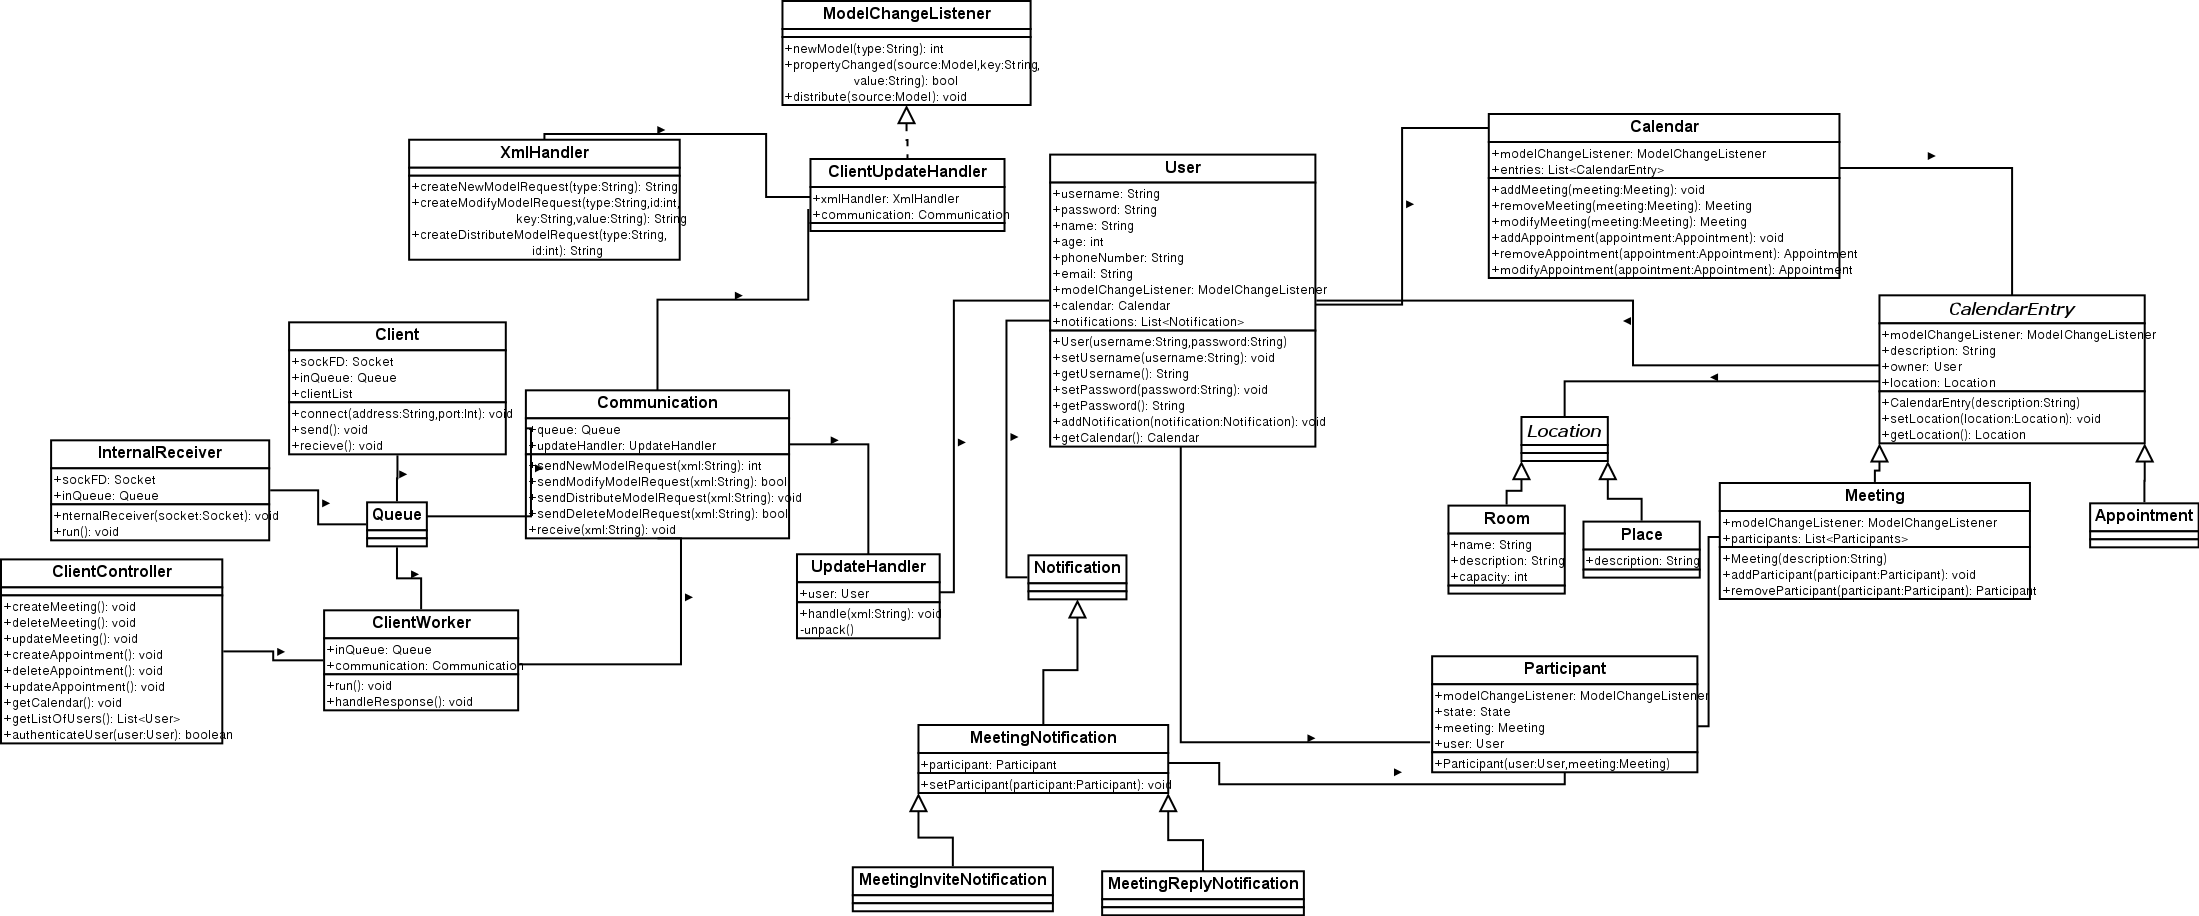 ModelChangeListener
+newModel(type:String): int
+propertyChanged(source:Model,key:String,
value:String): bool
+distribute(source:Model): void
XmlHandler
+createNewModelRequest(type:String): String
+createModifyModelRequest(type:String,id:int,
key:String,value:String): String
+createDistributeModelRequest(type:String,
id:int): String
ClientUpdateHandler
+xmlHandler: XmlHandler
+communication: Communication
User
+username: String
+password: String
+name: String
+age: int
+phoneNumber: String
+email: String
+modelChangeListener: ModelChangeListener
+calendar: Calendar
+notifications: List<Notification>
+User(username:String,password:String)
+setUsername(username:String): void
+getUsername(): String
+setPassword(password:String): void
+getPassword(): String
+addNotification(notification:Notification): void
+getCalendar(): Calendar
Calendar
+modelChangeListener: ModelChangeListener
+entries: List<CalendarEntry>
+addMeeting(meeting:Meeting): void
+removeMeeting(meeting:Meeting): Meeting
+modifyMeeting(meeting:Meeting): Meeting
+addAppointment(appointment:Appointment): void
+removeAppointment(appointment:Appointment): Appointment
+modifyAppointment(appointment:Appointment): Appointment
CalendarEntry
+modelChangeListener: ModelChangeListener
+description: String
+owner: User
+location: Location
+CalendarEntry(description:String)
+setLocation(location:Location): void
+getLocation(): Location
Client
+sockFD: Socket
+inQueue: Queue
+clientList
+connect(address:String,port:Int): void
+send(): void
+recieve(): void
Communication
+queue: Queue
+updateHandler: UpdateHandler
+sendNewModelRequest(xml:String): int
+sendModifyModelRequest(xml:String): bool
+sendDistributeModelRequest(xml:String): void
+sendDeleteModelRequest(xml:String): bool
+receive(xml:String): void
InternalReceiver
+sockFD: Socket
+inQueue: Queue
+nternalReceiver(socket:Socket): void
+run(): void
Queue
Location
Room
+name: String
+description: String
+capacity: int
Place
+description: String
Meeting
+modelChangeListener: ModelChangeListener
+participants: List<Participants>
+Meeting(description:String)
+addParticipant(participant:Participant): void
+removeParticipant(participant:Participant): Participant
Appointment
ClientController
+createMeeting(): void
+deleteMeeting(): void
+updateMeeting(): void
+createAppointment(): void
+deleteAppointment(): void
+updateAppointment(): void
+getCalendar(): void
+getListOfUsers(): List<User>
+authenticateUser(user:User): boolean
ClientWorker
+inQueue: Queue
+communication: Communication
+run(): void
+handleResponse(): void
UpdateHandler
+user: User
+handle(xml:String): void
-unpack()
Notification
Participant
+modelChangeListener: ModelChangeListener
+state: State
+meeting: Meeting
+user: User
+Participant(user:User,meeting:Meeting)
MeetingNotification
+participant: Participant
+setParticipant(participant:Participant): void
MeetingInviteNotification
MeetingReplyNotification